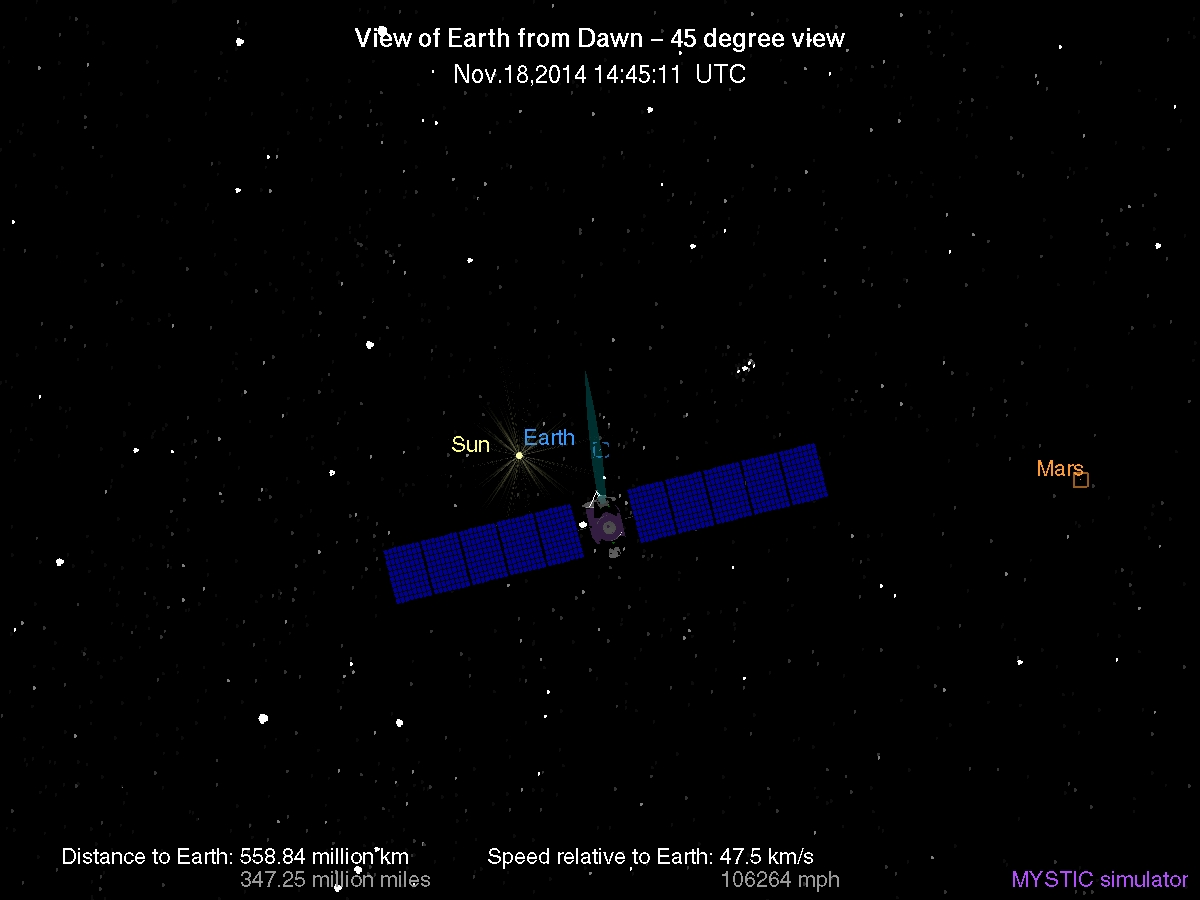 View of Earth from Dawn – 45 degree view
Nov.18,2014 14:45:11 UTC
Sun
Earth
Mars
Distance to Earth: 558.84 million km
347.25 million miles
Speed relative to Earth: 47.5 km/s
106264 mph
MYSTIC simulator